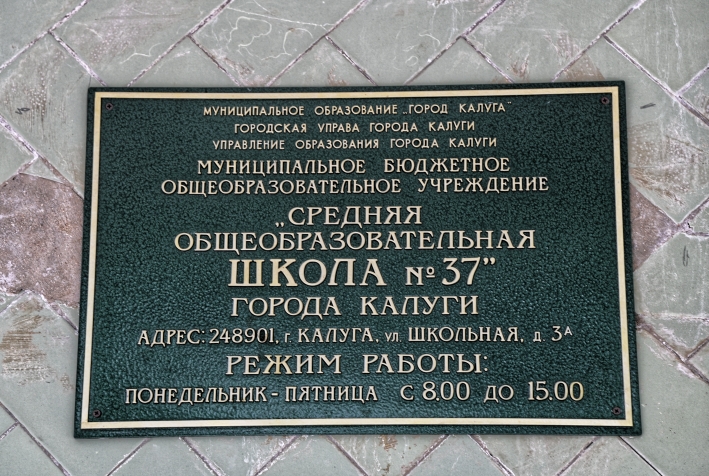 МУНИЦИПАЛЬНОЕ ОБРАЗОВАНИЕ „ГОРОД КАЛУГА"
ГОРОДСКАЯ УПРАВА ГОРОДА КАЛУГИ
УПРАВЛЕНИЕ ОБРАЗОВАНИЯ ГОРОДА КАЛУГИ
МУНИЦИПАЛЬНОЕ БЮДЖЕТНОЕ
ОБЩЕОБРАЗОВАТЕЛЬНОЕ УЧРЕЖДЕНИЕ
„СРЕДНЯЯ
ОБЩЕОБРАЗОВАТЕЛЬНАЯ
ШКОЛА №37”
ГОРОДА КАЛУГИ
АДРЕС: 248901, г. КАЛУГА, ул. ШКОЛЬНАЯ, д. 3А
РЕЖИМ РАБОТЫ:
ПОНЕДЕЛЬНИК - ПЯТНИЦА С 8.00 ДО 15.00